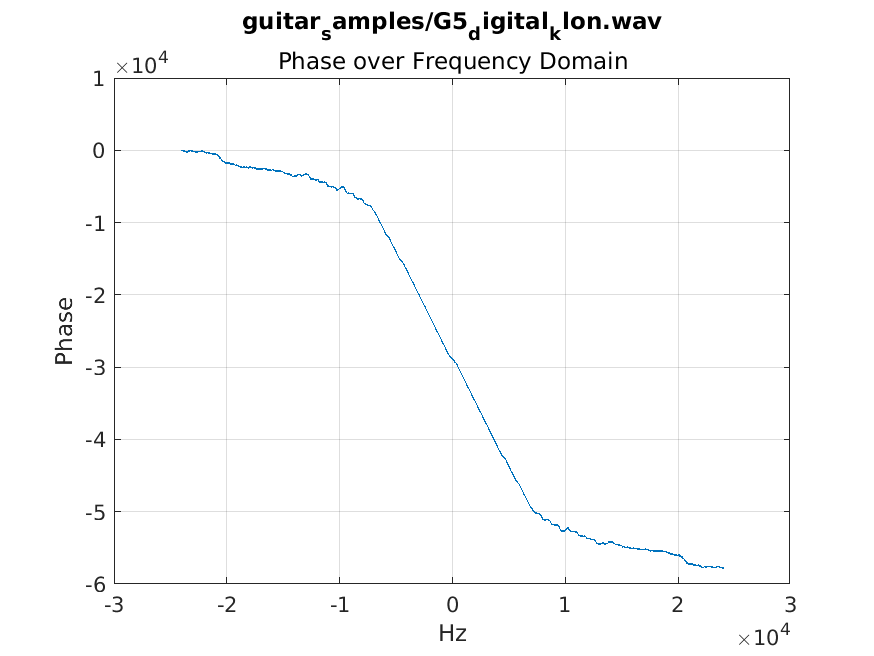 guitar_samples/G5_digital_klon.wav
Phase over Frequency Domain
×10^4
1
0
-1
-2
-3
-4
-5
-6
Phase
-3 -2 -1 0 1 2 3
Hz
×10^4